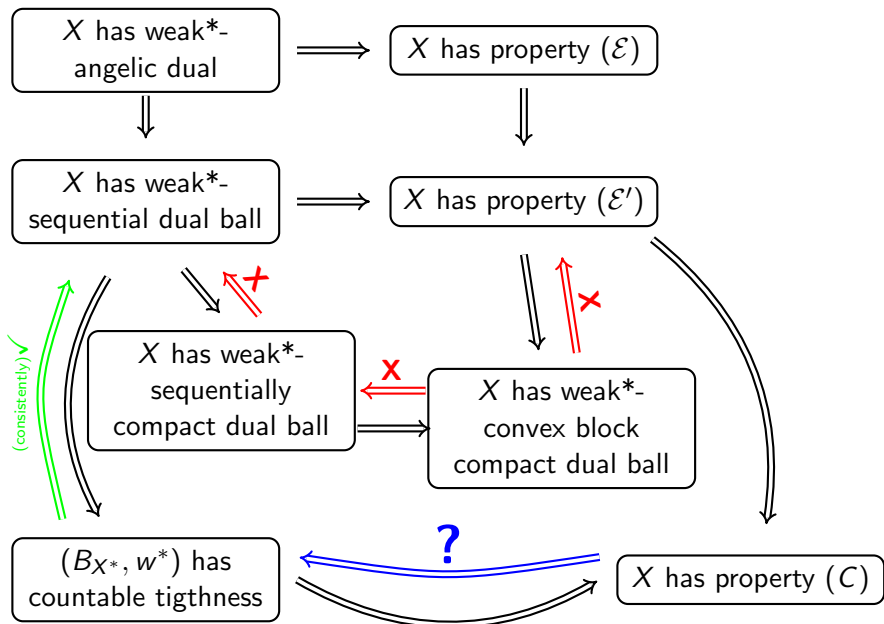 X has weak*-
angelic dual
X has property (ℰ)
X has weak*-
sequential dual ball
X has property (ℰ′)
x
x
(consistently)✓
X has weak*-
sequentially
compact dual ball
x
X has weak*-
convex block
compact dual ball
?
(B_{X*}, w*) has
countable tigthness
X has property (C)